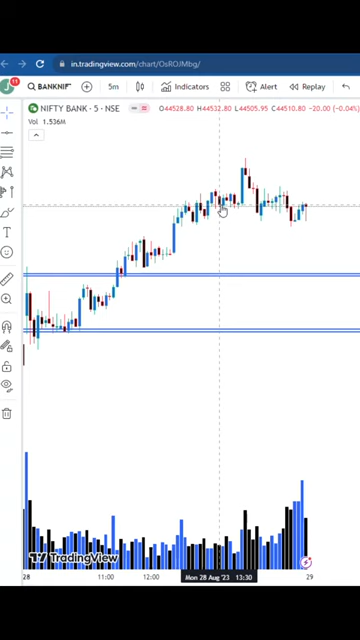 in.tradingview.com/chart/OsROJMbg/
J 11 BANKNIF 5m Indicators Alert Replay
NIFTY BANK · 5 · NSE O44528.80 H44532.80 L44505.95 C44510.80 -20.00 (-0.04%)
Vol 1.536M
TradingView
28 11:00 12:00 Mon 28 Aug '23 13:30 29